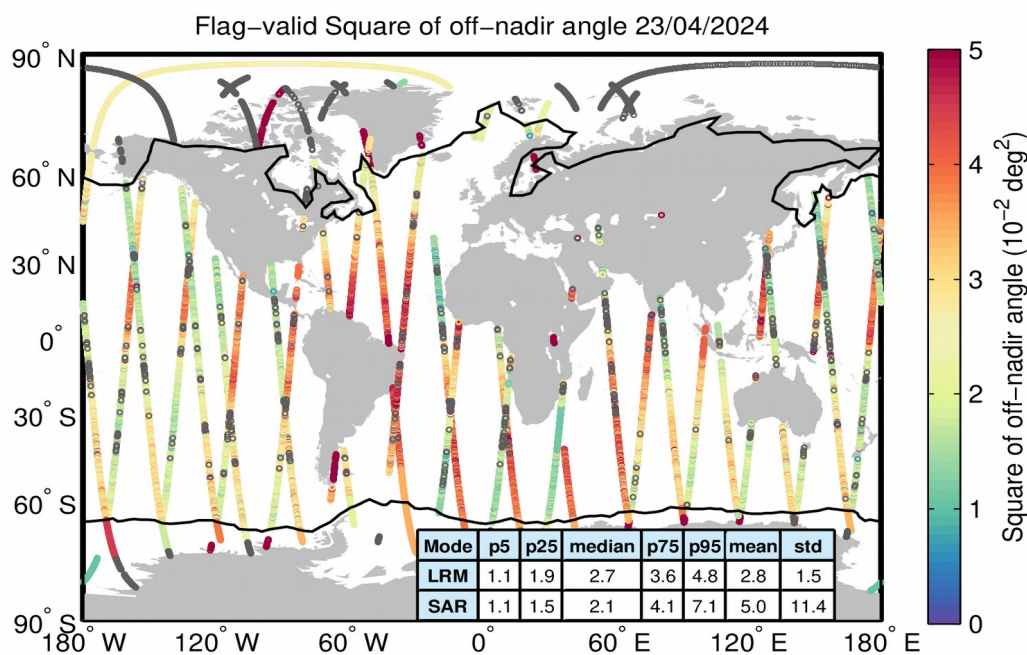 Flag−valid Square of off−nadir angle 23/04/2024
90° N
60° N
30° N
0°
30° S
60° S
90° S
180° W
120° W
60° W
0°
60° E
120° E
180° E
Mode p5 p25 median p75 p95 mean std
LRM 1.1 1.9 2.7 3.6 4.8 2.8 1.5
SAR 1.1 1.5 2.1 4.1 7.1 5.0 11.4
5
4
3
2
1
0
Square of off−nadir angle (10⁻² deg²)